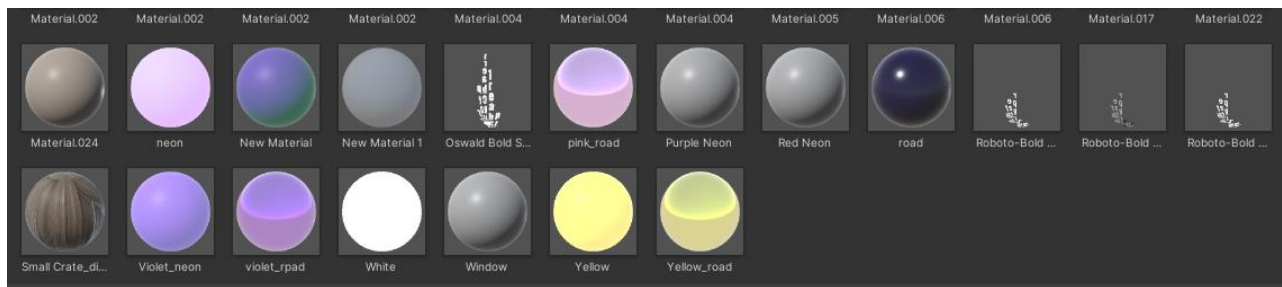 Material.002 Material.002 Material.002 Material.002 Material.004 Material.004 Material.004 Material.005 Material.006 Material.006 Material.017 Material.022
Material.024 neon New Material New Material 1 Oswald Bold S... pink_road Purple Neon Red Neon road Roboto-Bold ... Roboto-Bold ... Roboto-Bold ...
Small Crate_di... Violet_neon violet_rpad White Window Yellow Yellow_road